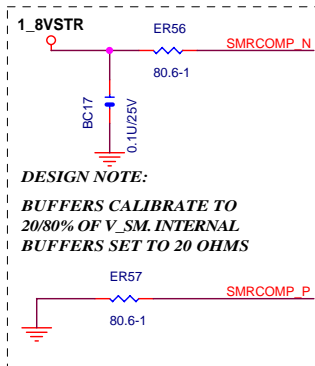 1_8VSTR
ER56
SMRCOMP_N
80.6-1
BC17
0.1U/25V
DESIGN NOTE:
BUFFERS CALIBRATE TO
20/80% OF V_SM. INTERNAL
BUFFERS SET TO 20 OHMS
ER57
SMRCOMP_P
80.6-1